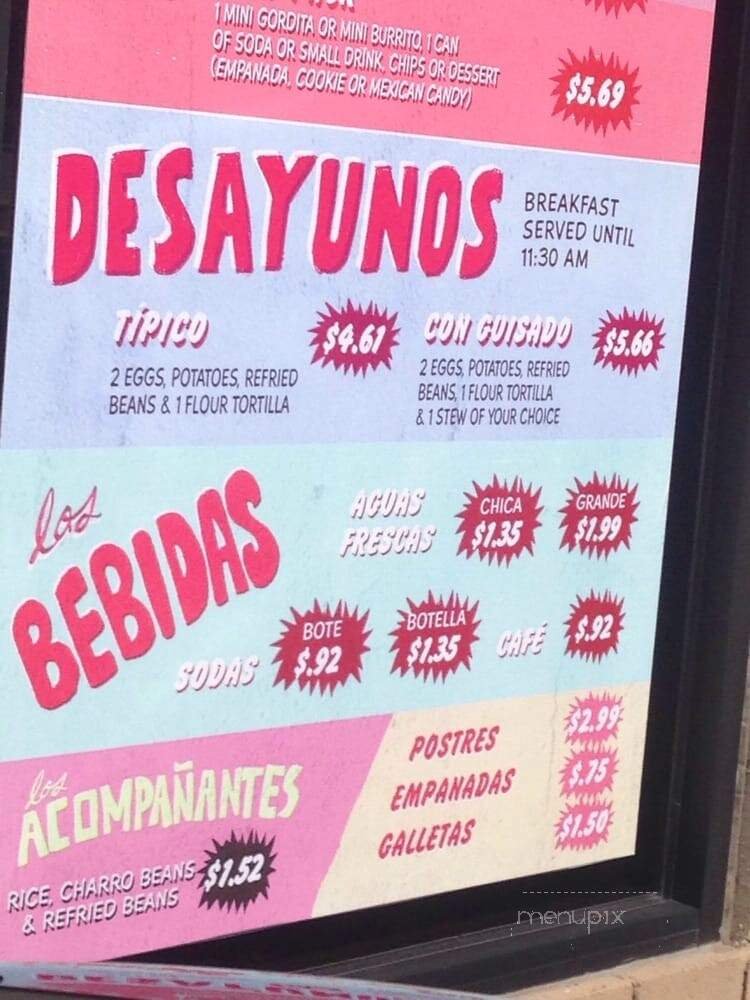 1 MINI GORDITA OR MINI BURRITO, 1 CAN
OF SODA OR SMALL DRINK, CHIPS OR DESSERT
(EMPANADA, COOKIE OR MEXICAN CANDY)
$5.69
DESAYUNOS
BREAKFAST
SERVED UNTIL
11:30 AM
TÍPICO
$4.61
2 EGGS, POTATOES, REFRIED
BEANS & 1 FLOUR TORTILLA
CON GUISADO
$5.66
2 EGGS, POTATOES, REFRIED
BEANS, 1 FLOUR TORTILLA
& 1 STEW OF YOUR CHOICE
los
BEBIDAS
AGUAS
FRESCAS
CHICA
$1.35
GRANDE
$1.99
SODAS
BOTE
$.92
BOTELLA
$1.35
CAFÉ
$.92
los
ACOMPAÑANTES
RICE, CHARRO BEANS
& REFRIED BEANS
$1.52
POSTRES $2.99
EMPANADAS $.75
GALLETAS $1.50
menupix